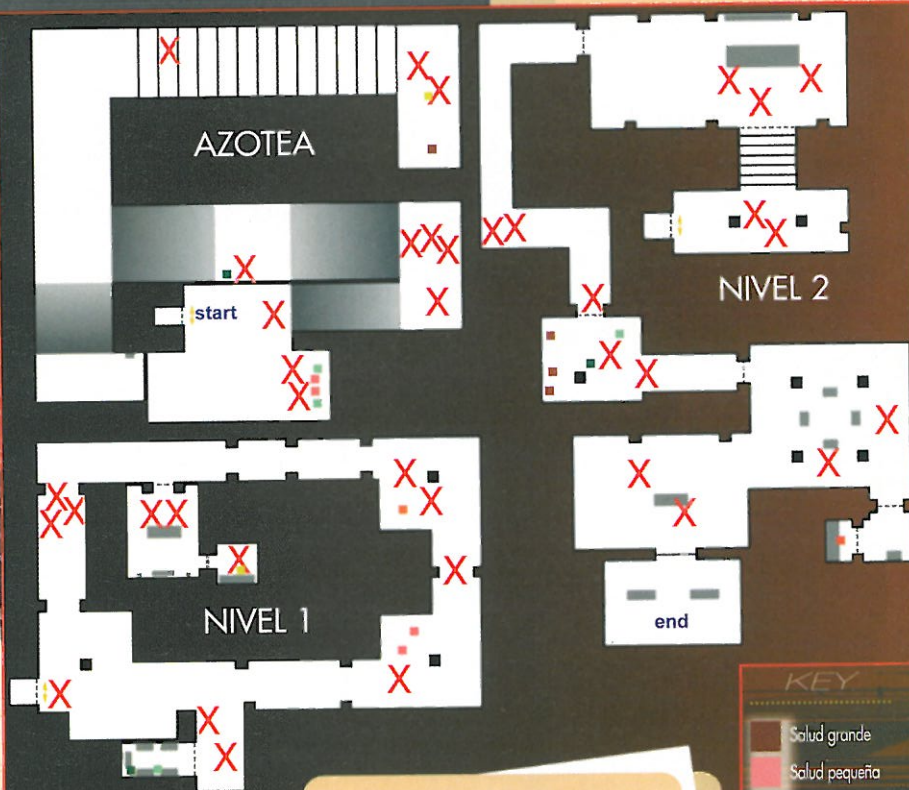 AZOTEA
start
NIVEL 2
NIVEL 1
end
KEY
Salud grande
Salud pequeña